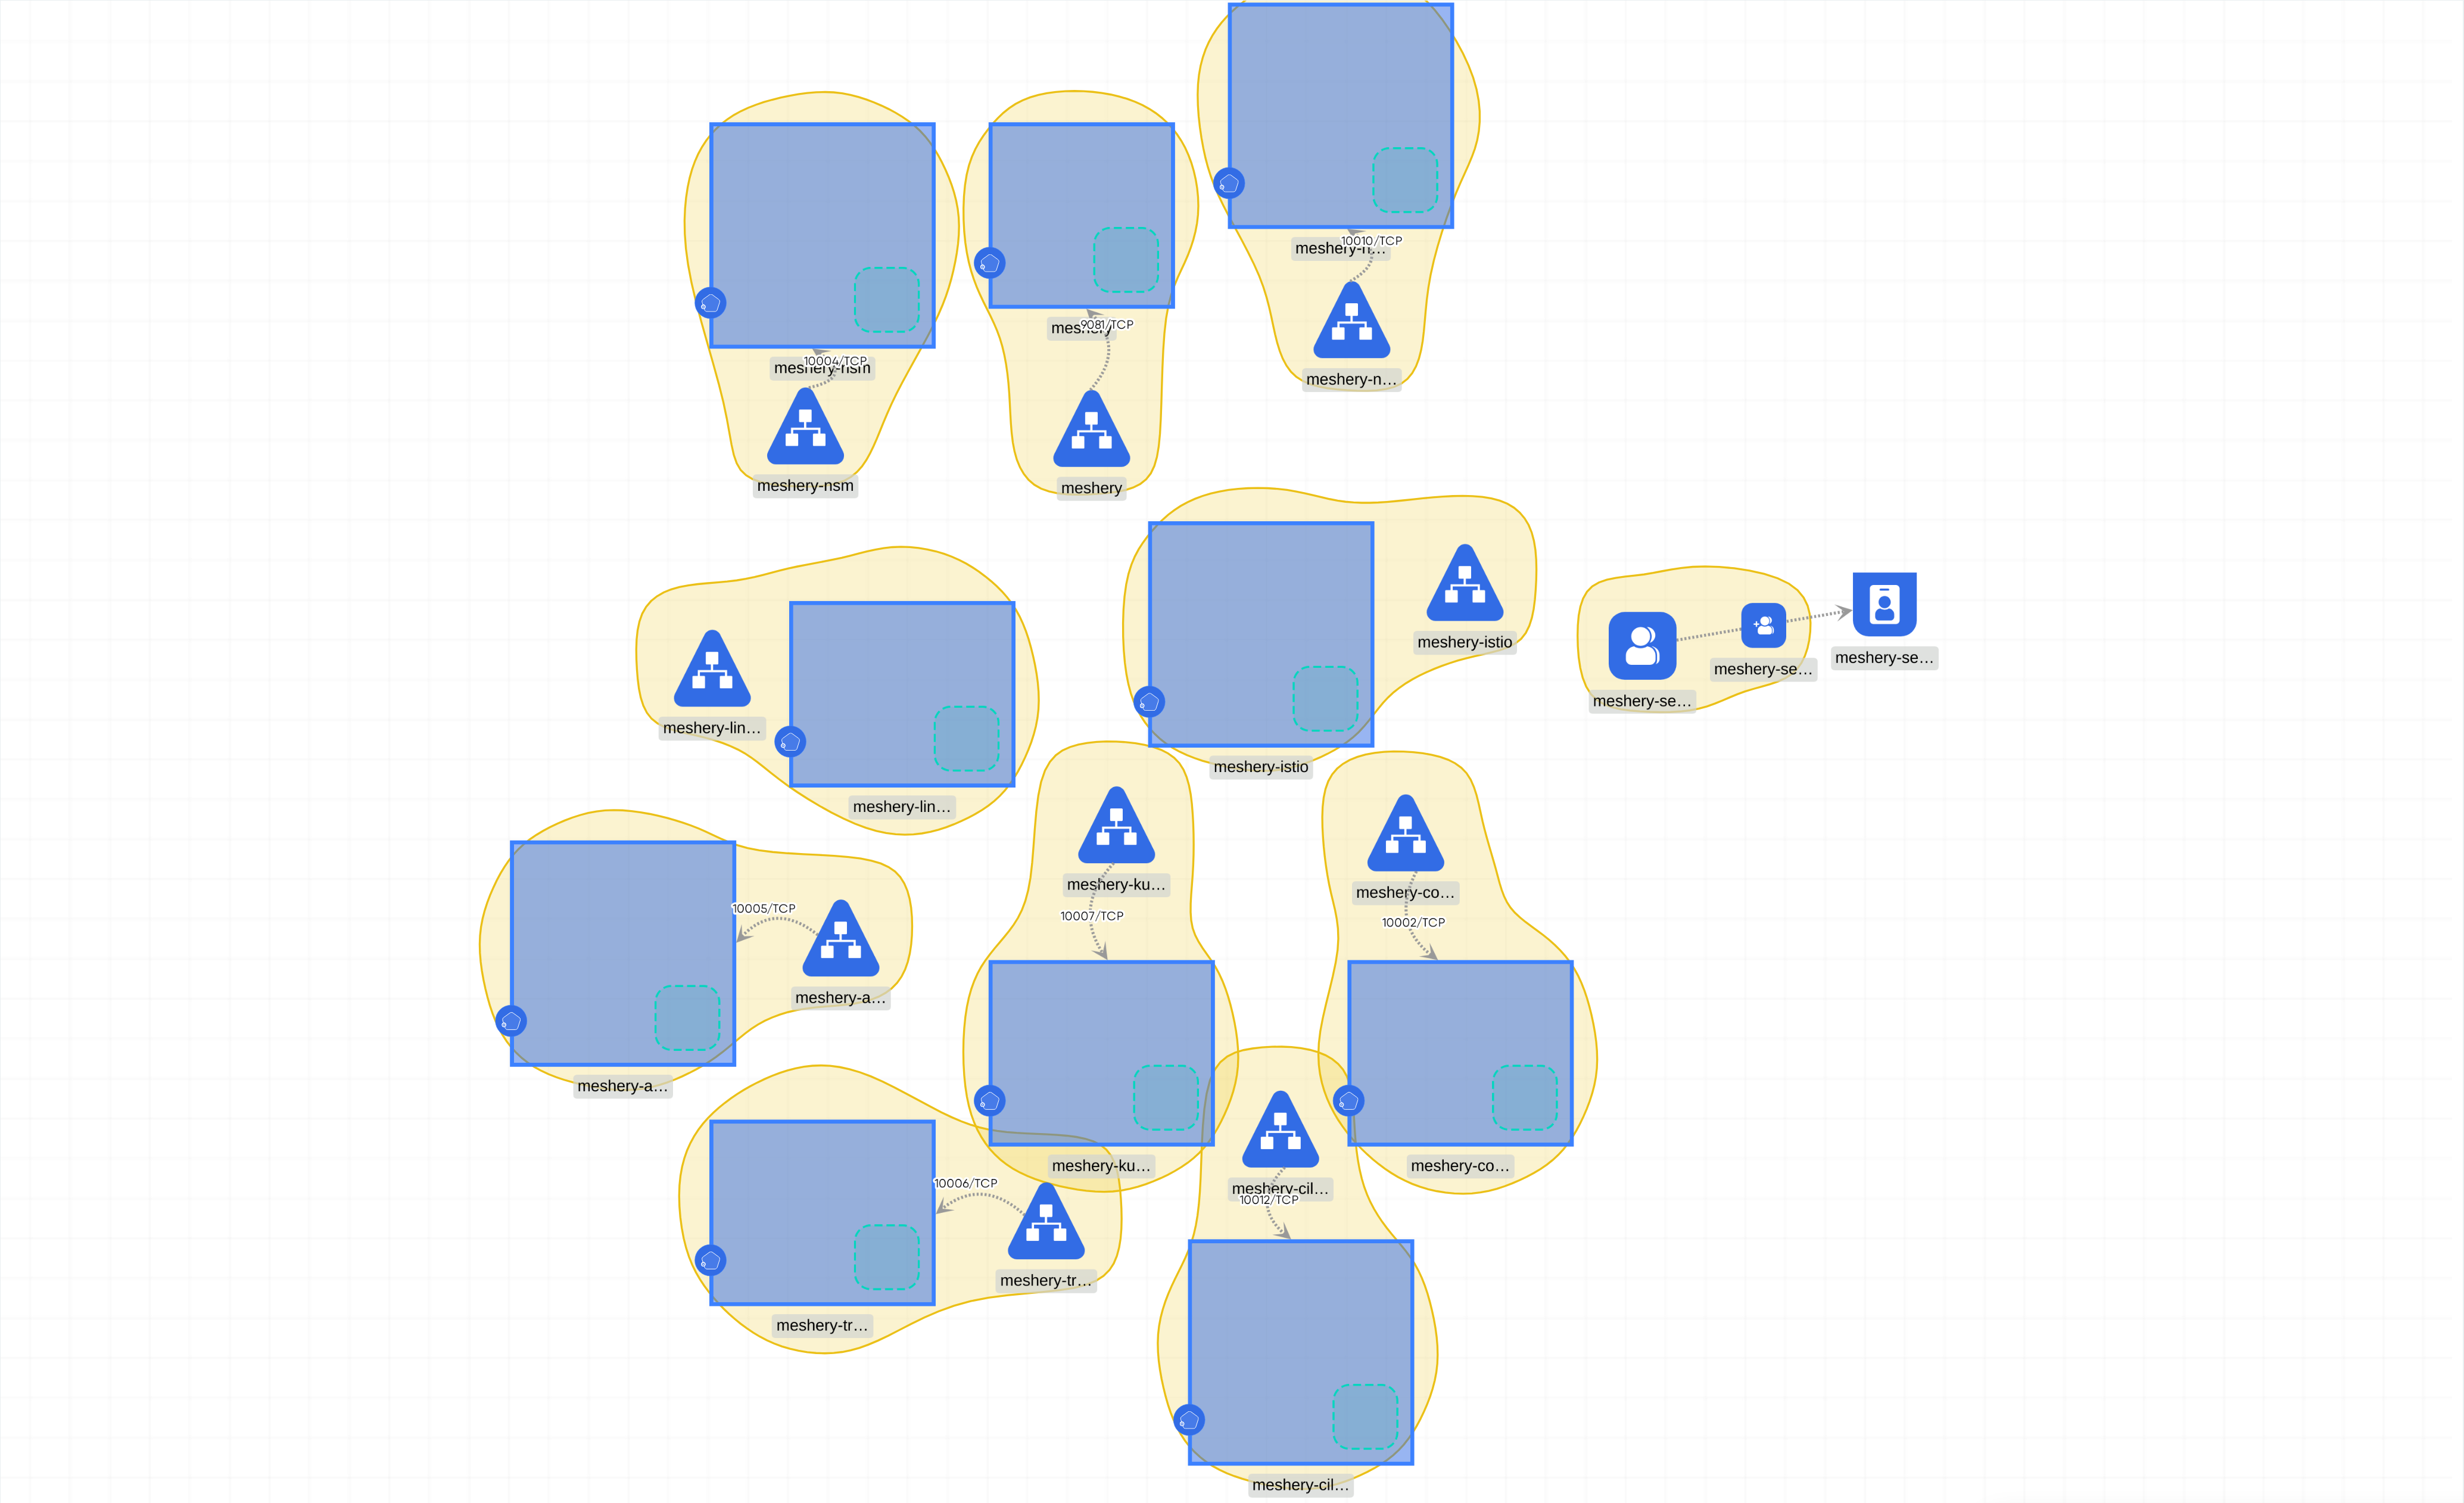 meshery-n…
10010/TCP
meshery-n…
meshery
9081/TCP
meshery
10004/TCP
meshery-nsm
meshery-nsm
meshery-istio
meshery-istio
meshery-se…
meshery-se…
meshery-se…
meshery-lin…
meshery-lin…
meshery-ku…
10007/TCP
meshery-ku…
meshery-co…
10002/TCP
meshery-co…
10005/TCP
meshery-a…
meshery-a…
10006/TCP
meshery-tr…
meshery-tr…
meshery-cil…
10012/TCP
meshery-cil…